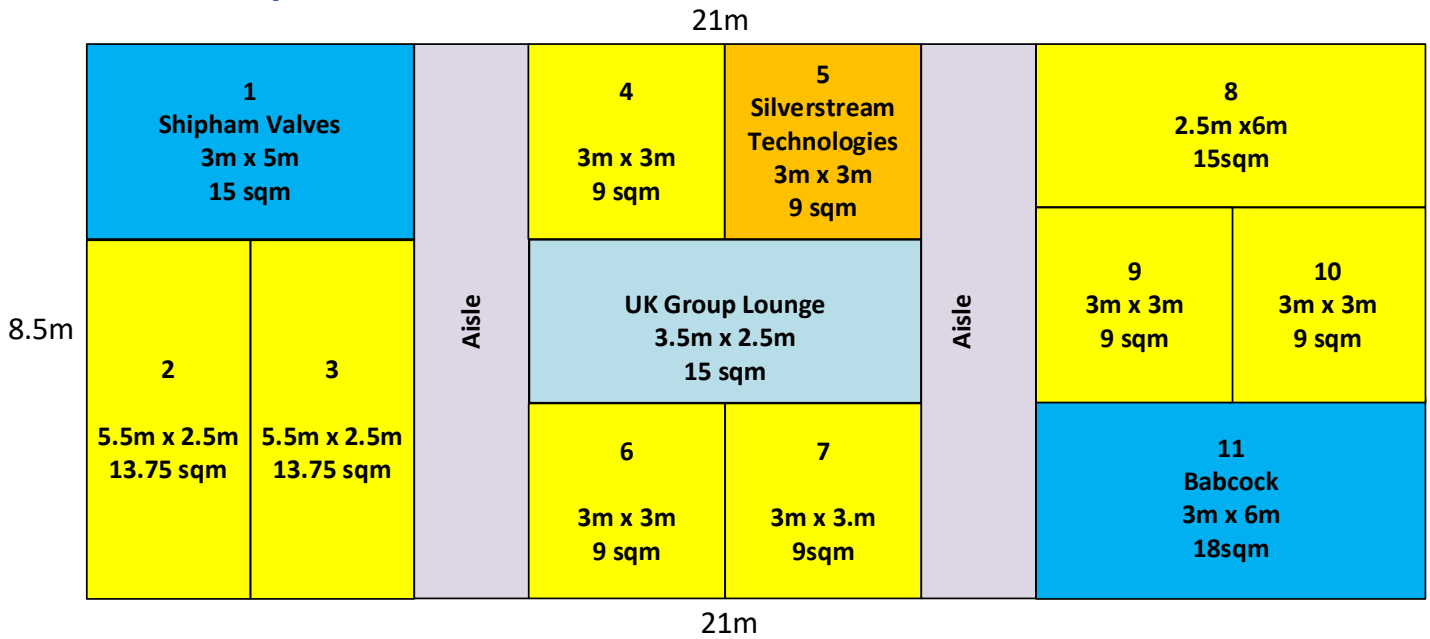 21m
1
Shipham Valves
3m x 5m
15 sqm
2
5.5m x 2.5m
13.75 sqm
3
5.5m x 2.5m
13.75 sqm
8.5m
Aisle
4
3m x 3m
9 sqm
5
Silverstream
Technologies
3m x 3m
9 sqm
UK Group Lounge
3.5m x 2.5m
15 sqm
6
3m x 3m
9 sqm
7
3m x 3.m
9sqm
Aisle
8
2.5m x6m
15sqm
9
3m x 3m
9 sqm
10
3m x 3m
9 sqm
11
Babcock
3m x 6m
18sqm
21m